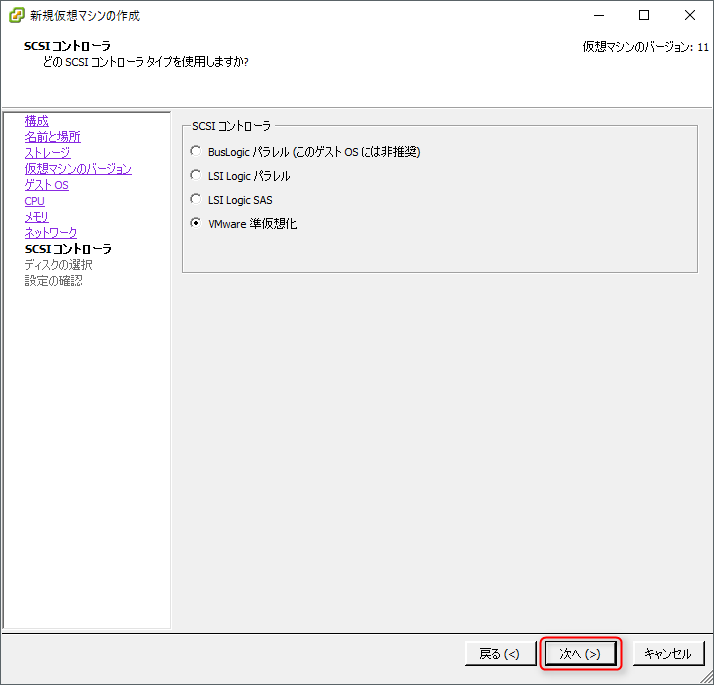 新規仮想マシンの作成
SCSI コントローラ
どの SCSI コントローラ タイプを使用しますか?
仮想マシンのバージョン: 11
構成
名前と場所
ストレージ
仮想マシンのバージョン
ゲスト OS
CPU
メモリ
ネットワーク
SCSI コントローラ
ディスクの選択
設定の確認
SCSI コントローラ
BusLogic パラレル (このゲスト OS には非推奨)
LSI Logic パラレル
LSI Logic SAS
VMware 準仮想化
戻る (<)
次へ (>)
キャンセル